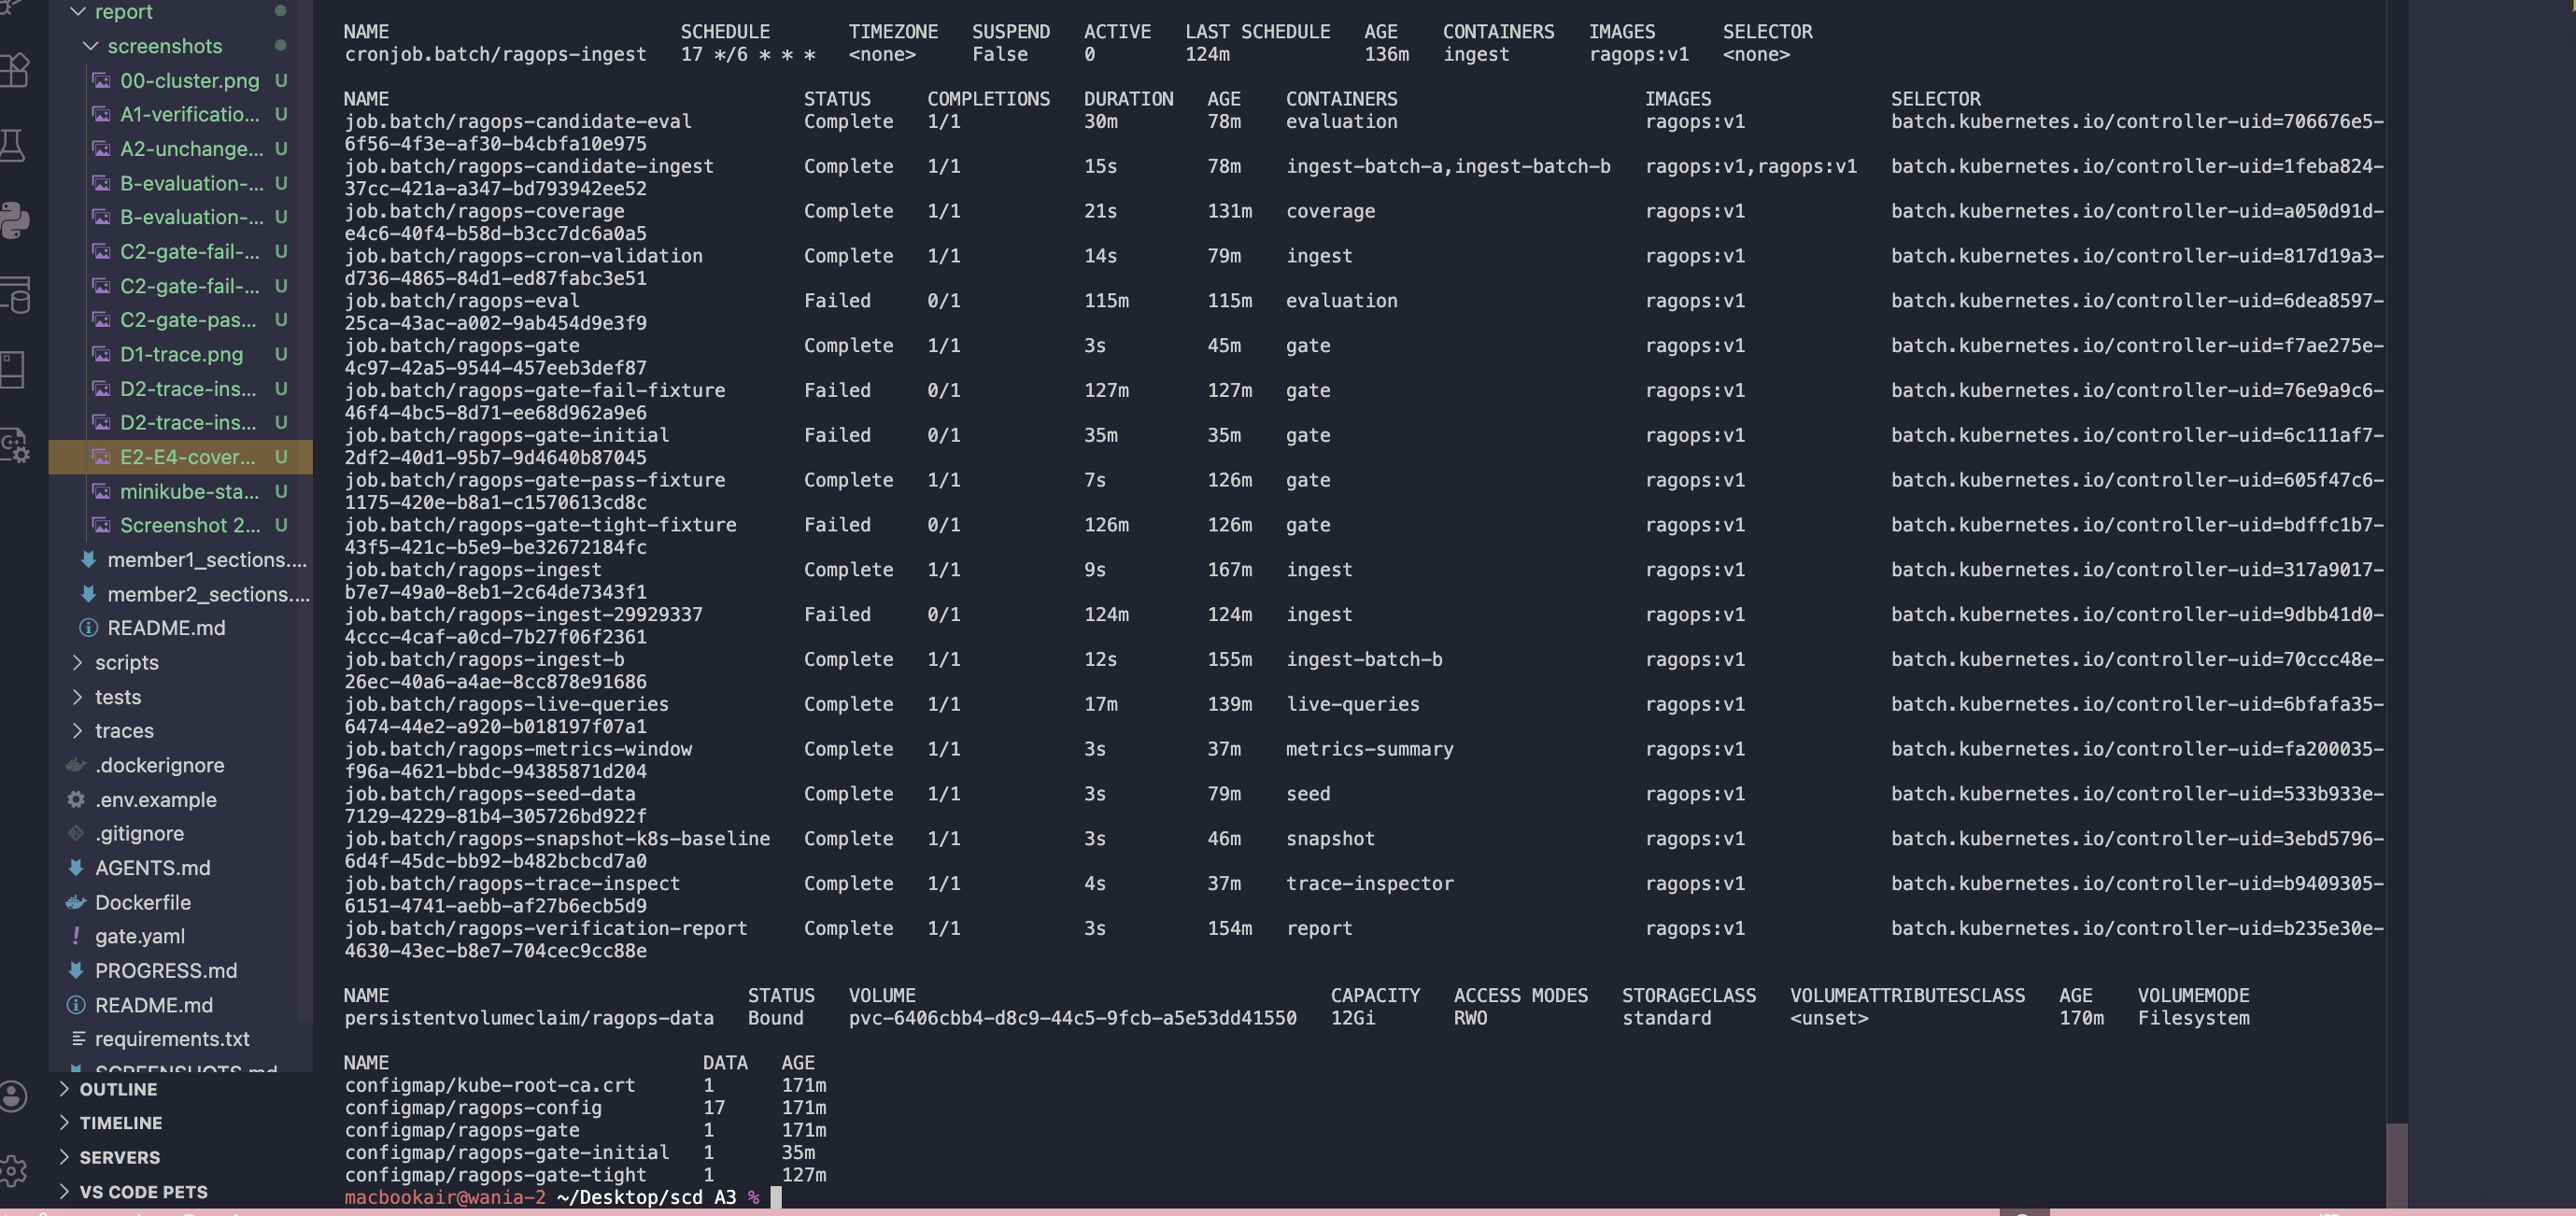 report
screenshots
00-cluster.png U
A1-verificatio... U
A2-unchange... U
B-evaluation-... U
B-evaluation-... U
C2-gate-fail-... U
C2-gate-fail-... U
C2-gate-pas... U
D1-trace.png U
D2-trace-ins... U
D2-trace-ins... U
E2-E4-cover... U
minikube-sta... U
Screenshot 2... U
member1_sections....
member2_sections....
README.md
scripts
tests
traces
.dockerignore
.env.example
.gitignore
AGENTS.md
Dockerfile
gate.yaml
PROGRESS.md
README.md
requirements.txt
SCREENSHOTS.md
OUTLINE
TIMELINE
SERVERS
VS CODE PETS
NAME SCHEDULE TIMEZONE SUSPEND ACTIVE LAST SCHEDULE AGE CONTAINERS IMAGES SELECTOR
cronjob.batch/ragops-ingest 17 */6 * * * <none> False 0 124m 136m ingest ragops:v1 <none>
NAME STATUS COMPLETIONS DURATION AGE CONTAINERS IMAGES SELECTOR
job.batch/ragops-candidate-eval Complete 1/1 30m 78m evaluation ragops:v1 batch.kubernetes.io/controller-uid=706676e5-
6f56-4f3e-af30-b4cbfa10e975
job.batch/ragops-candidate-ingest Complete 1/1 15s 78m ingest-batch-a,ingest-batch-b ragops:v1,ragops:v1 batch.kubernetes.io/controller-uid=1feba824-
37cc-421a-a347-bd793942ee52
job.batch/ragops-coverage Complete 1/1 21s 131m coverage ragops:v1 batch.kubernetes.io/controller-uid=a050d91d-
e4c6-40f4-b58d-b3cc7dc6a0a5
job.batch/ragops-cron-validation Complete 1/1 14s 79m ingest ragops:v1 batch.kubernetes.io/controller-uid=817d19a3-
d736-4865-84d1-ed87fabc3e51
job.batch/ragops-eval Failed 0/1 115m 115m evaluation ragops:v1 batch.kubernetes.io/controller-uid=6dea8597-
25ca-43ac-a002-9ab454d9e3f9
job.batch/ragops-gate Complete 1/1 3s 45m gate ragops:v1 batch.kubernetes.io/controller-uid=f7ae275e-
4c97-42a5-9544-457eeb3def87
job.batch/ragops-gate-fail-fixture Failed 0/1 127m 127m gate ragops:v1 batch.kubernetes.io/controller-uid=76e9a9c6-
46f4-4bc5-8d71-ee68d962a9e6
job.batch/ragops-gate-initial Failed 0/1 35m 35m gate ragops:v1 batch.kubernetes.io/controller-uid=6c111af7-
2df2-40d1-95b7-9d4640b87045
job.batch/ragops-gate-pass-fixture Complete 1/1 7s 126m gate ragops:v1 batch.kubernetes.io/controller-uid=605f47c6-
1175-420e-b8a1-c1570613cd8c
job.batch/ragops-gate-tight-fixture Failed 0/1 126m 126m gate ragops:v1 batch.kubernetes.io/controller-uid=bdffc1b7-
43f5-421c-b5e9-be32672184fc
job.batch/ragops-ingest Complete 1/1 9s 167m ingest ragops:v1 batch.kubernetes.io/controller-uid=317a9017-
b7e7-49a0-8eb1-2c64de7343f1
job.batch/ragops-ingest-29929337 Failed 0/1 124m 124m ingest ragops:v1 batch.kubernetes.io/controller-uid=9dbb41d0-
4ccc-4caf-a0cd-7b27f06f2361
job.batch/ragops-ingest-b Complete 1/1 12s 155m ingest-batch-b ragops:v1 batch.kubernetes.io/controller-uid=70ccc48e-
26ec-40a6-a4ae-8cc878e91686
job.batch/ragops-live-queries Complete 1/1 17m 139m live-queries ragops:v1 batch.kubernetes.io/controller-uid=6bfafa35-
6474-44e2-a920-b018197f07a1
job.batch/ragops-metrics-window Complete 1/1 3s 37m metrics-summary ragops:v1 batch.kubernetes.io/controller-uid=fa200035-
f96a-4621-bbdc-94385871d204
job.batch/ragops-seed-data Complete 1/1 3s 79m seed ragops:v1 batch.kubernetes.io/controller-uid=533b933e-
7129-4229-81b4-305726bd922f
job.batch/ragops-snapshot-k8s-baseline Complete 1/1 3s 46m snapshot ragops:v1 batch.kubernetes.io/controller-uid=3ebd5796-
6d4f-45dc-bb92-b482bcbcd7a0
job.batch/ragops-trace-inspect Complete 1/1 4s 37m trace-inspector ragops:v1 batch.kubernetes.io/controller-uid=b9409305-
6151-4741-aebb-af27b6ecb5d9
job.batch/ragops-verification-report Complete 1/1 3s 154m report ragops:v1 batch.kubernetes.io/controller-uid=b235e30e-
4630-43ec-b8e7-704cec9cc88e
NAME STATUS VOLUME CAPACITY ACCESS MODES STORAGECLASS VOLUMEATTRIBUTESCLASS AGE VOLUMEMODE
persistentvolumeclaim/ragops-data Bound pvc-6406cbb4-d8c9-44c5-9fcb-a5e53dd41550 12Gi RWO standard <unset> 170m Filesystem
NAME DATA AGE
configmap/kube-root-ca.crt 1 171m
configmap/ragops-config 17 171m
configmap/ragops-gate 1 171m
configmap/ragops-gate-initial 1 35m
configmap/ragops-gate-tight 1 127m
macbookair@wania-2 ~/Desktop/scd A3 %